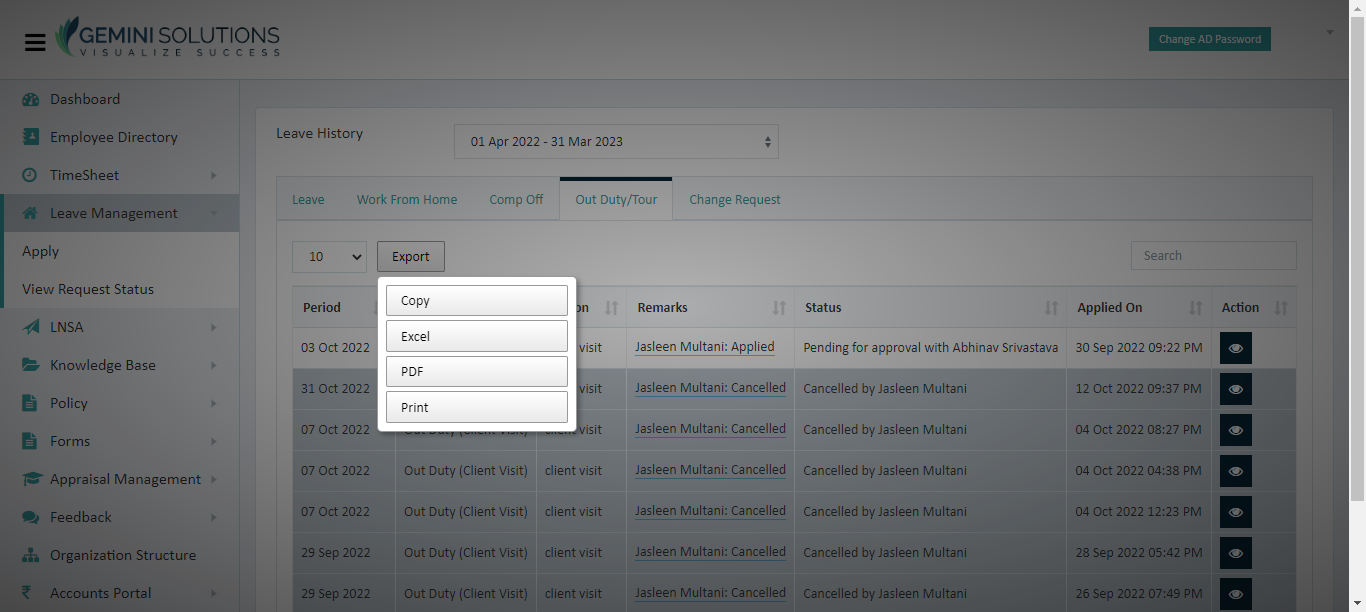 GEMINI SOLUTIONS
VISUALIZE SUCCESS
Change AD Password
Dashboard
Employee Directory
TimeSheet
Leave Management
Apply
View Request Status
LNSA
Knowledge Base
Policy
Forms
Appraisal Management
Feedback
Organization Structure
Accounts Portal
Leave History
01 Apr 2022 - 31 Mar 2023
Leave Work From Home Comp Off Out Duty/Tour Change Request
10 Export Search
Copy
Excel
PDF
Print
Period on Remarks Status Applied On Action
03 Oct 2022 visit Jasleen Multani: Applied Pending for approval with Abhinav Srivastava 30 Sep 2022 09:22 PM
31 Oct 2022 visit Jasleen Multani: Cancelled Cancelled by Jasleen Multani 12 Oct 2022 09:37 PM
07 Oct 2022 Out Duty (Client Visit) client visit Jasleen Multani: Cancelled Cancelled by Jasleen Multani 04 Oct 2022 08:27 PM
07 Oct 2022 Out Duty (Client Visit) client visit Jasleen Multani: Cancelled Cancelled by Jasleen Multani 04 Oct 2022 04:38 PM
07 Oct 2022 Out Duty (Client Visit) client visit Jasleen Multani: Cancelled Cancelled by Jasleen Multani 04 Oct 2022 12:23 PM
29 Sep 2022 Out Duty (Client Visit) client visit Jasleen Multani: Cancelled Cancelled by Jasleen Multani 28 Sep 2022 05:42 PM
29 Sep 2022 Out Duty (Client Visit) client visit Jasleen Multani: Cancelled Cancelled by Jasleen Multani 26 Sep 2022 07:49 PM